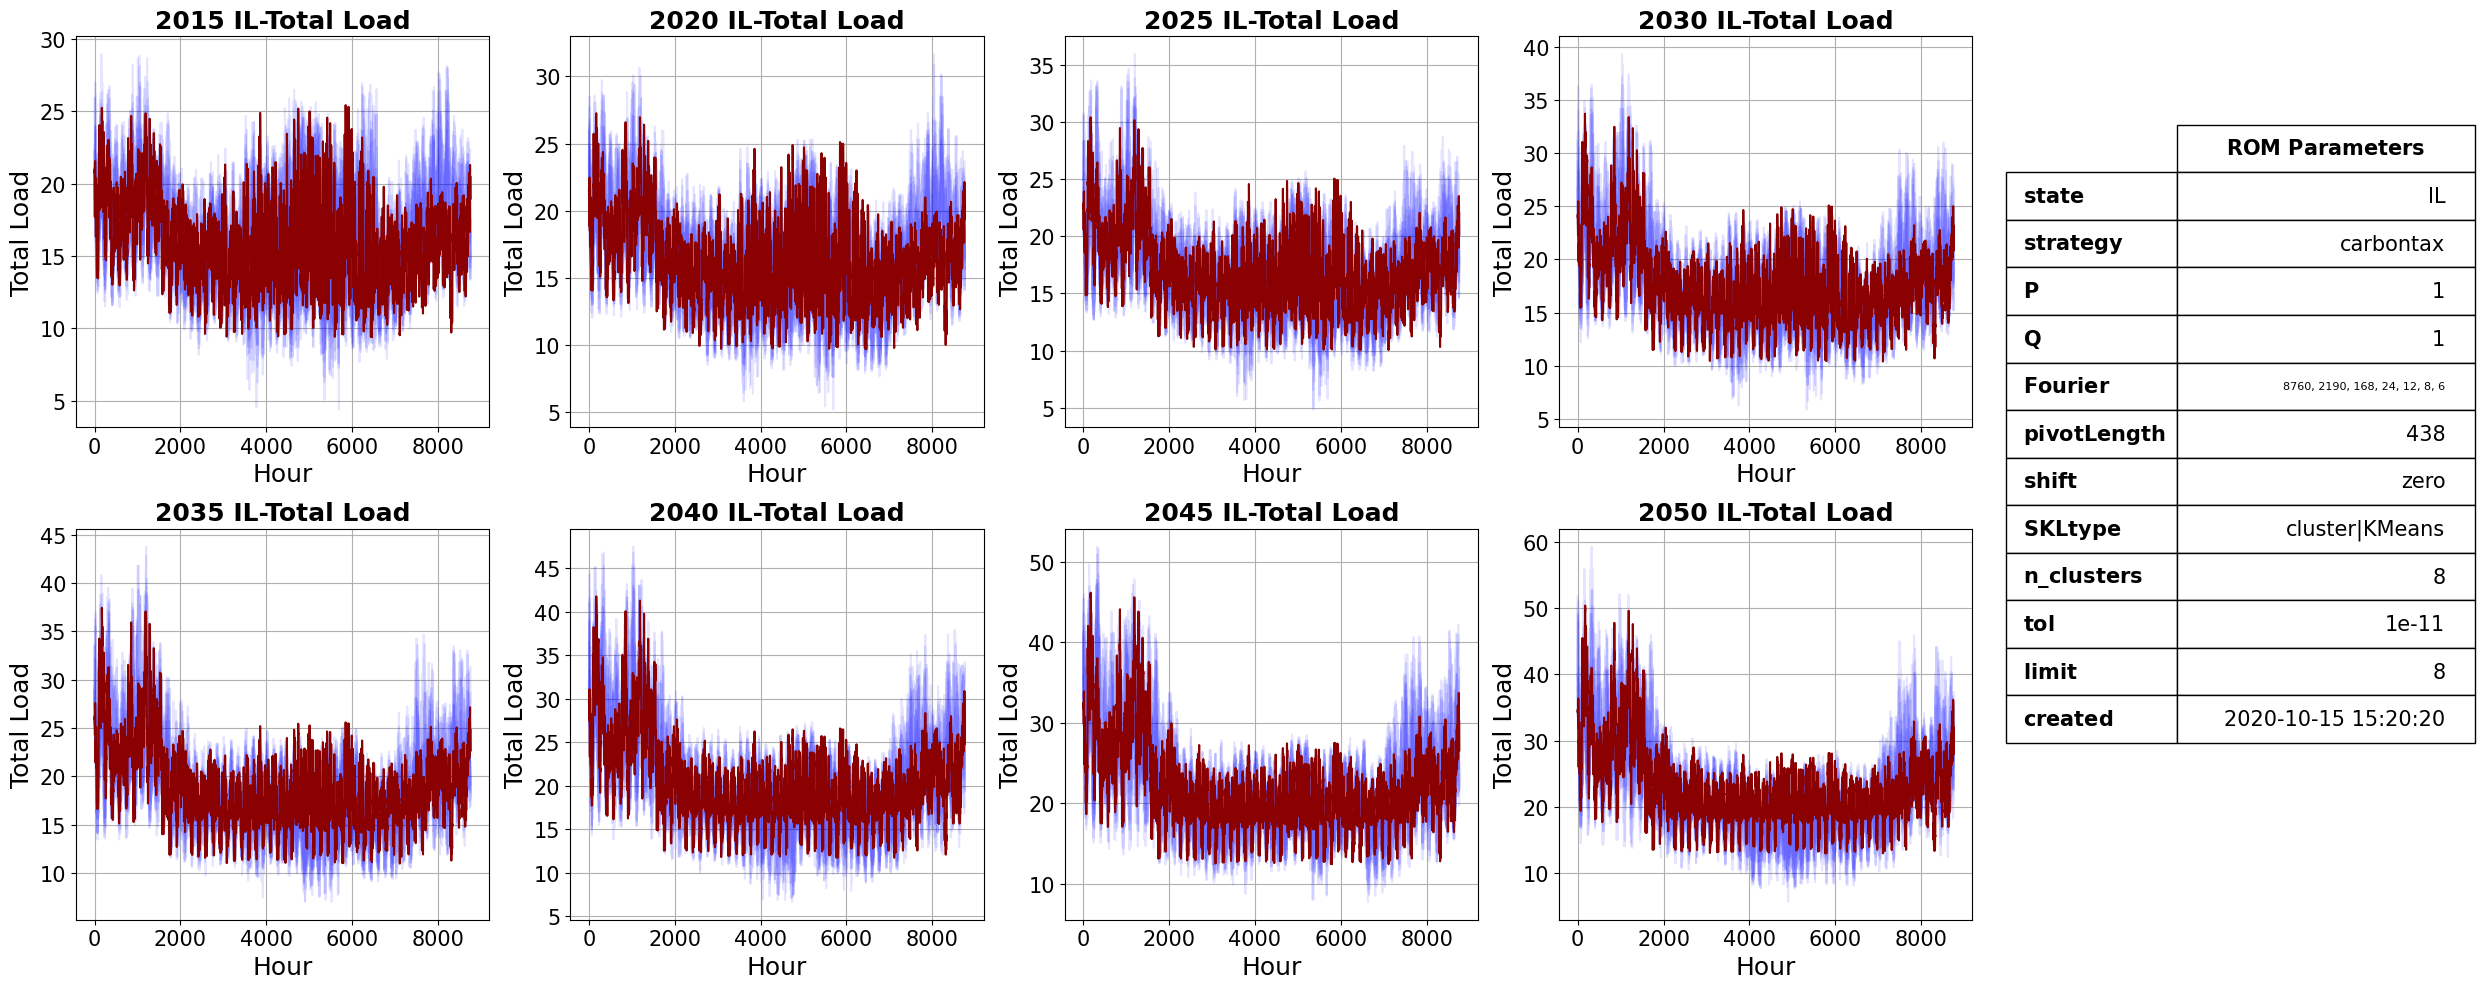 2015 IL-Total Load
30
25
20
15
10
5
Total Load
0 2000 4000 6000 8000
Hour
2020 IL-Total Load
30
25
20
15
10
5
Total Load
0 2000 4000 6000 8000
Hour
2025 IL-Total Load
35
30
25
20
15
10
5
Total Load
0 2000 4000 6000 8000
Hour
2030 IL-Total Load
40
35
30
25
20
15
10
5
Total Load
0 2000 4000 6000 8000
Hour
2035 IL-Total Load
45
40
35
30
25
20
15
10
Total Load
0 2000 4000 6000 8000
Hour
2040 IL-Total Load
45
40
35
30
25
20
15
10
5
Total Load
0 2000 4000 6000 8000
Hour
2045 IL-Total Load
50
40
30
20
10
Total Load
0 2000 4000 6000 8000
Hour
2050 IL-Total Load
60
50
40
30
20
10
Total Load
0 2000 4000 6000 8000
Hour
ROM Parameters
state IL
strategy carbontax
P 1
Q 1
Fourier 8760, 2190, 168, 24, 12, 8, 6
pivotLength 438
shift zero
SKLtype cluster|KMeans
n_clusters 8
tol 1e-11
limit 8
created 2020-10-15 15:20:20